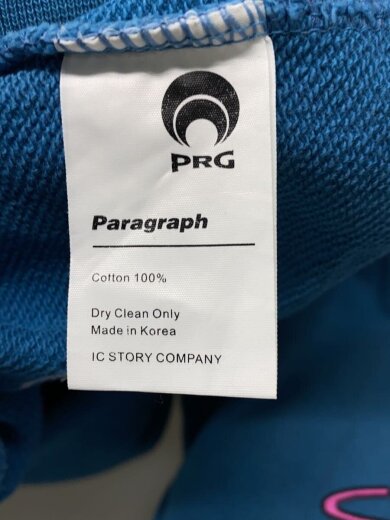 PRG
Paragraph
Cotton 100%
Dry Clean Only
Made in Korea
IC STORY COMPANY